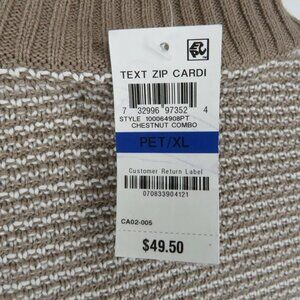 TEXT ZIP CARDI
7 32996 97352 4
STYLE 100064908PT
CHESTNUT COMBO
PET/XL
Customer Return Label
070833904121
CA02-005
$49.50